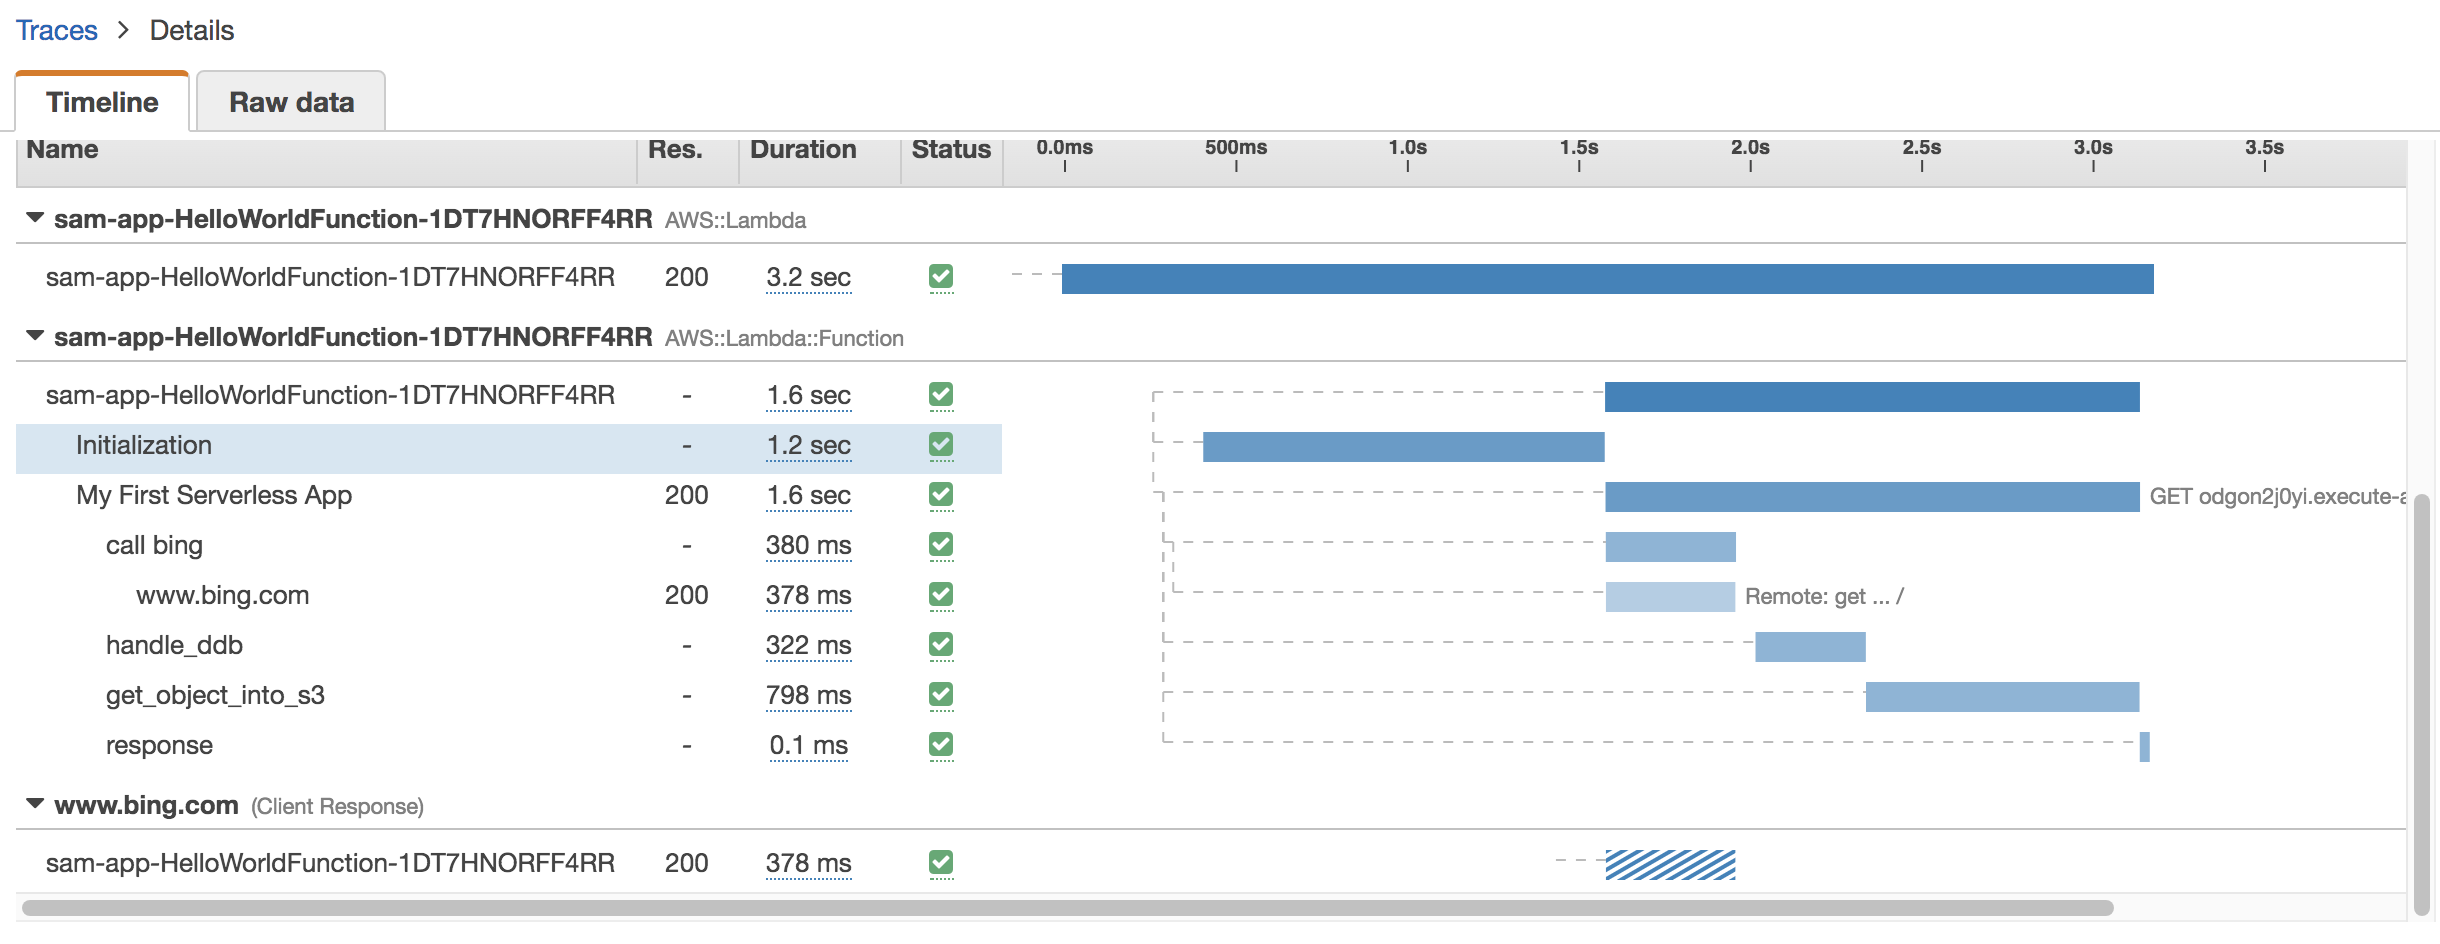 Traces > Details
Timeline Raw data
Name Res. Duration Status 0.0ms 500ms 1.0s 1.5s 2.0s 2.5s 3.0s 3.5s
sam-app-HelloWorldFunction-1DT7HNORFF4RR AWS::Lambda
sam-app-HelloWorldFunction-1DT7HNORFF4RR 200 3.2 sec
sam-app-HelloWorldFunction-1DT7HNORFF4RR AWS::Lambda::Function
sam-app-HelloWorldFunction-1DT7HNORFF4RR - 1.6 sec
Initialization - 1.2 sec
My First Serverless App 200 1.6 sec GET odgon2j0yi.execute-a
call bing - 380 ms
www.bing.com 200 378 ms Remote: get ... /
handle_ddb - 322 ms
get_object_into_s3 - 798 ms
response - 0.1 ms
www.bing.com (Client Response)
sam-app-HelloWorldFunction-1DT7HNORFF4RR 200 378 ms